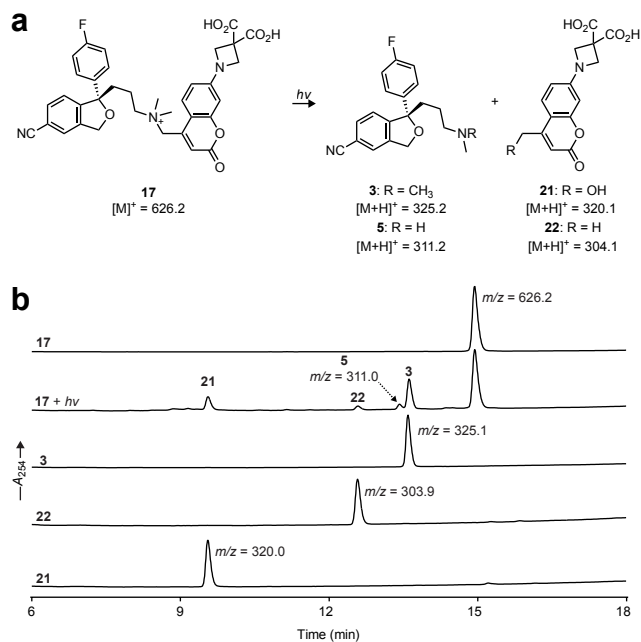 a
F
HO₂C
CO₂H
N
NC
O
N⁺
O
O
17
[M]⁺ = 626.2
hν
F
NC
O
NR
3: R = CH₃
[M+H]⁺ = 325.2
5: R = H
[M+H]⁺ = 311.2
+
HO₂C
CO₂H
N
R
O
O
21: R = OH
[M+H]⁺ = 320.1
22: R = H
[M+H]⁺ = 304.1
b
17
m/z = 626.2
17 + hν
21
22
5
m/z = 311.0
3
3
m/z = 325.1
22
m/z = 303.9
21
m/z = 320.0
—A₂₅₄→
6 9 12 15 18
Time (min)